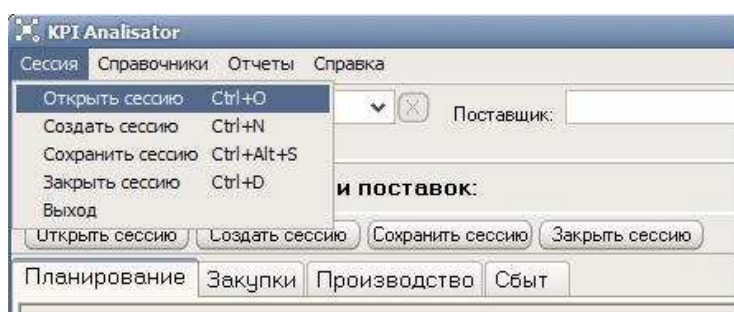 KPI Analisator
Сессия Справочники Отчеты Справка
Открыть сессию Ctrl+O
Поставщик:
Создать сессию Ctrl+N
Сохранить сессию Ctrl+Alt+S
Закрыть сессию Ctrl+D
и поставок:
Выход
Открыть сессию Создать сессию Сохранить сессию Закрыть сессию
Планирование Закупки Производство Сбыт